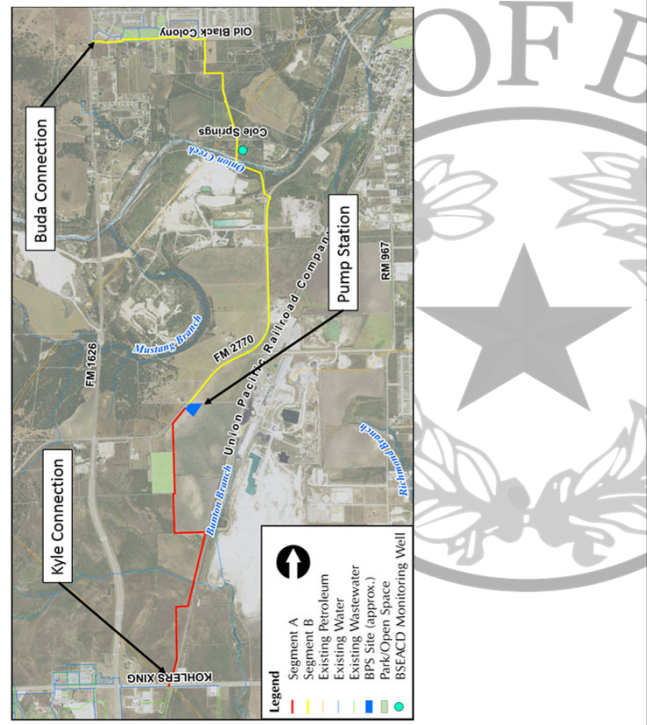 OF B
Buda Connection
Old Black Colony
Cole Springs
Onion Creek
Pump Station
RM 967
Union Pacific Railroad Compan
FM 2770
Mustang Branch
FM 1626
Richmond Branch
Bunton Branch
Kyle Connection
KOHLERS XING
Legend
Segment A
Segment B
Existing Petroleum
Existing Water
Existing Wastewater
BPS Site (approx.)
Park/Open Space
BSEACD Monitoring Well